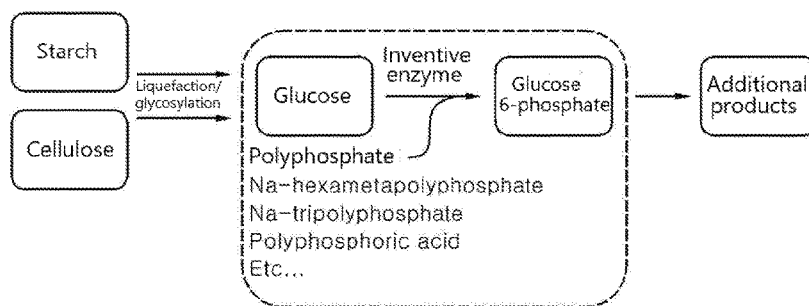 Starch
Cellulose
Liquefaction/
glycosylation
Glucose
Inventive
enzyme
Glucose
6-phosphate
Additional
products
Polyphosphate
Na-hexametapolyphosphate
Na-tripolyphosphate
Polyphosphoric acid
Etc...